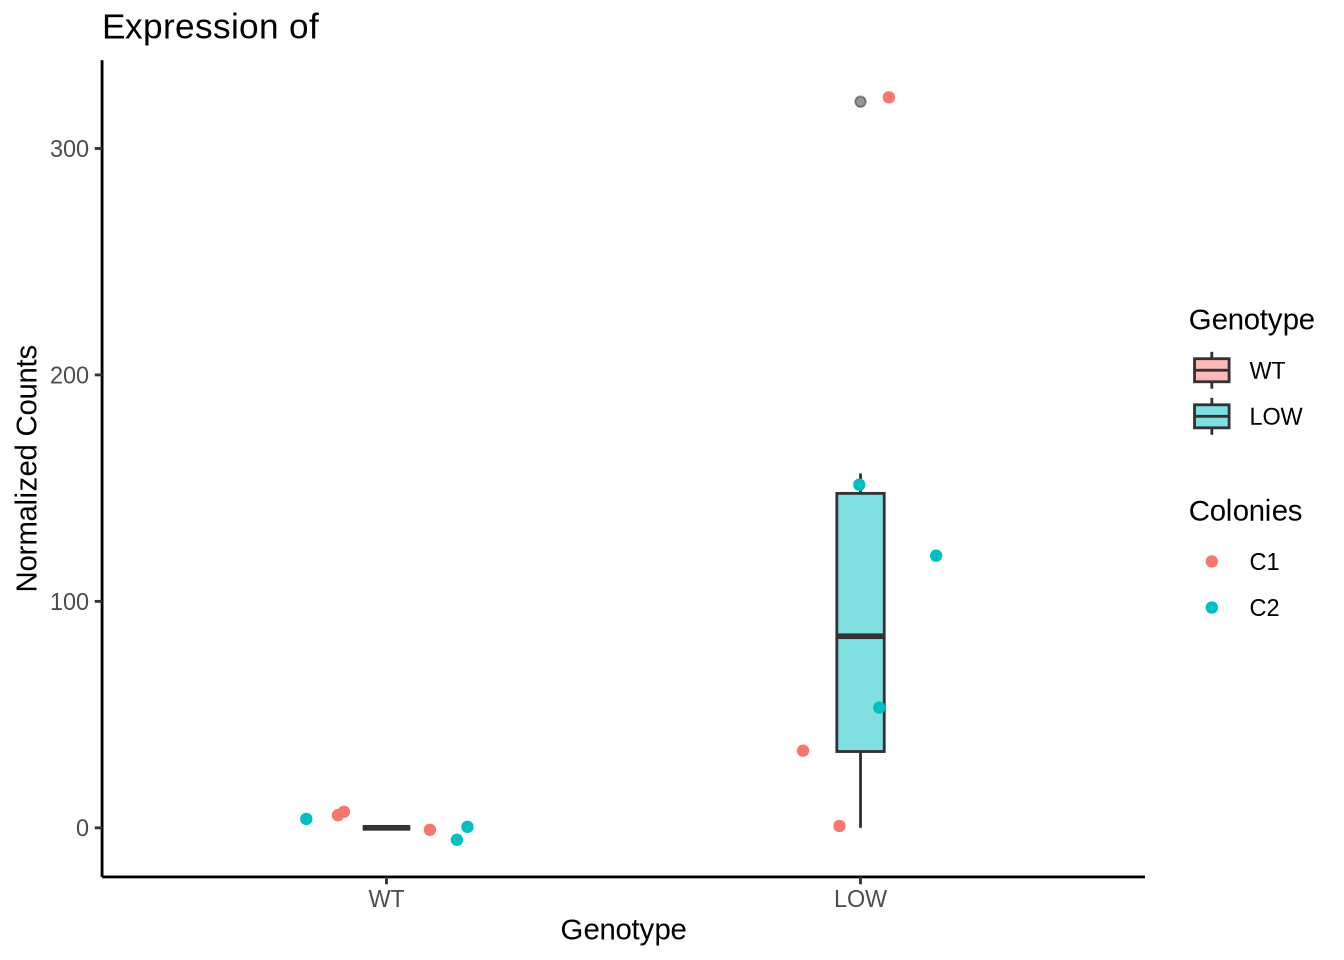 Expression of
Normalized Counts
300
200
100
0
WT
LOW
Genotype
Genotype
WT
LOW
Colonies
C1
C2